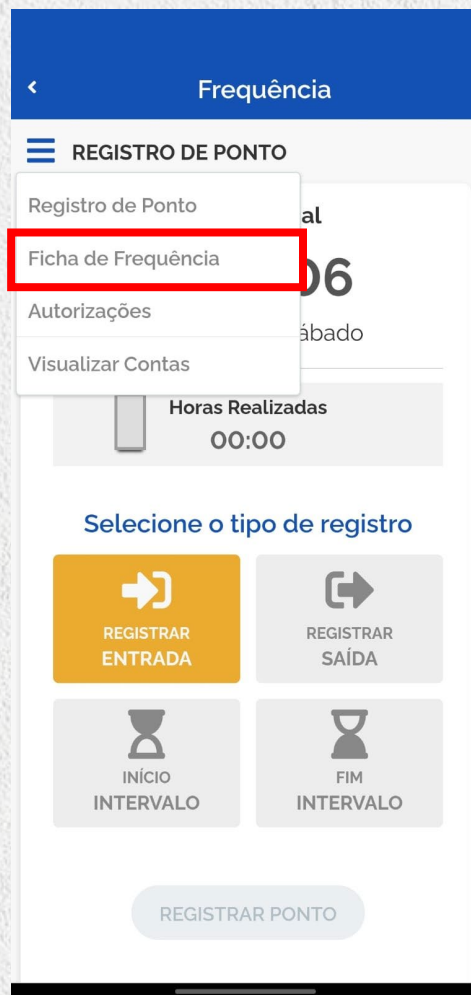 Frequência
REGISTRO DE PONTO
Registro de Ponto
Ficha de Frequência
Autorizações
Visualizar Contas
al
06
ábado
Horas Realizadas
00:00
Selecione o tipo de registro
REGISTRAR
ENTRADA
REGISTRAR
SAÍDA
INÍCIO
INTERVALO
FIM
INTERVALO
REGISTRAR PONTO